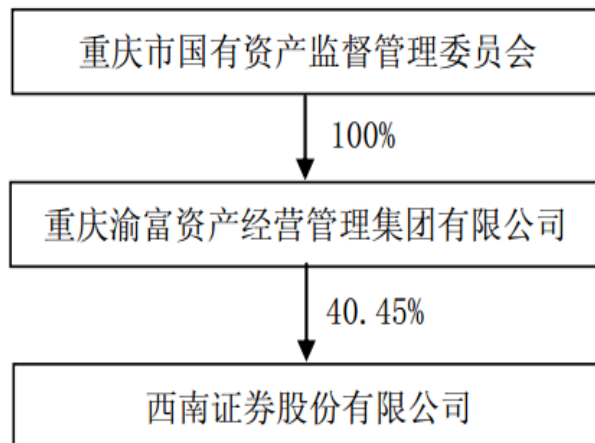 重庆市国有资产监督管理委员会
100%
重庆渝富资产经营管理集团有限公司
40.45%
西南证券股份有限公司